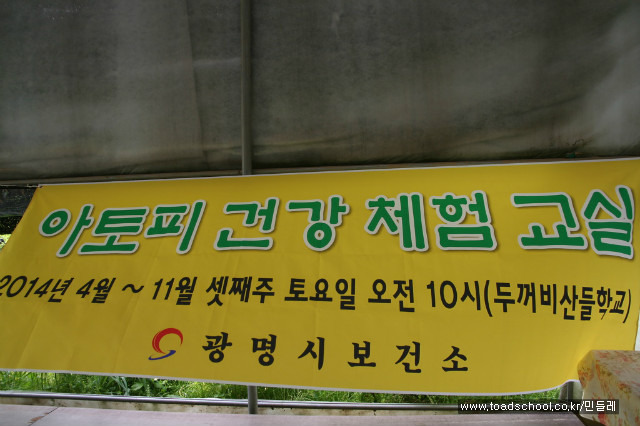 아토피 건강 체험 교실
2014년 4월 ~ 11월 셋째주 토요일 오전 10시(두꺼비산들학교)
광명시보건소
www.toadschool.co.kr/민들레